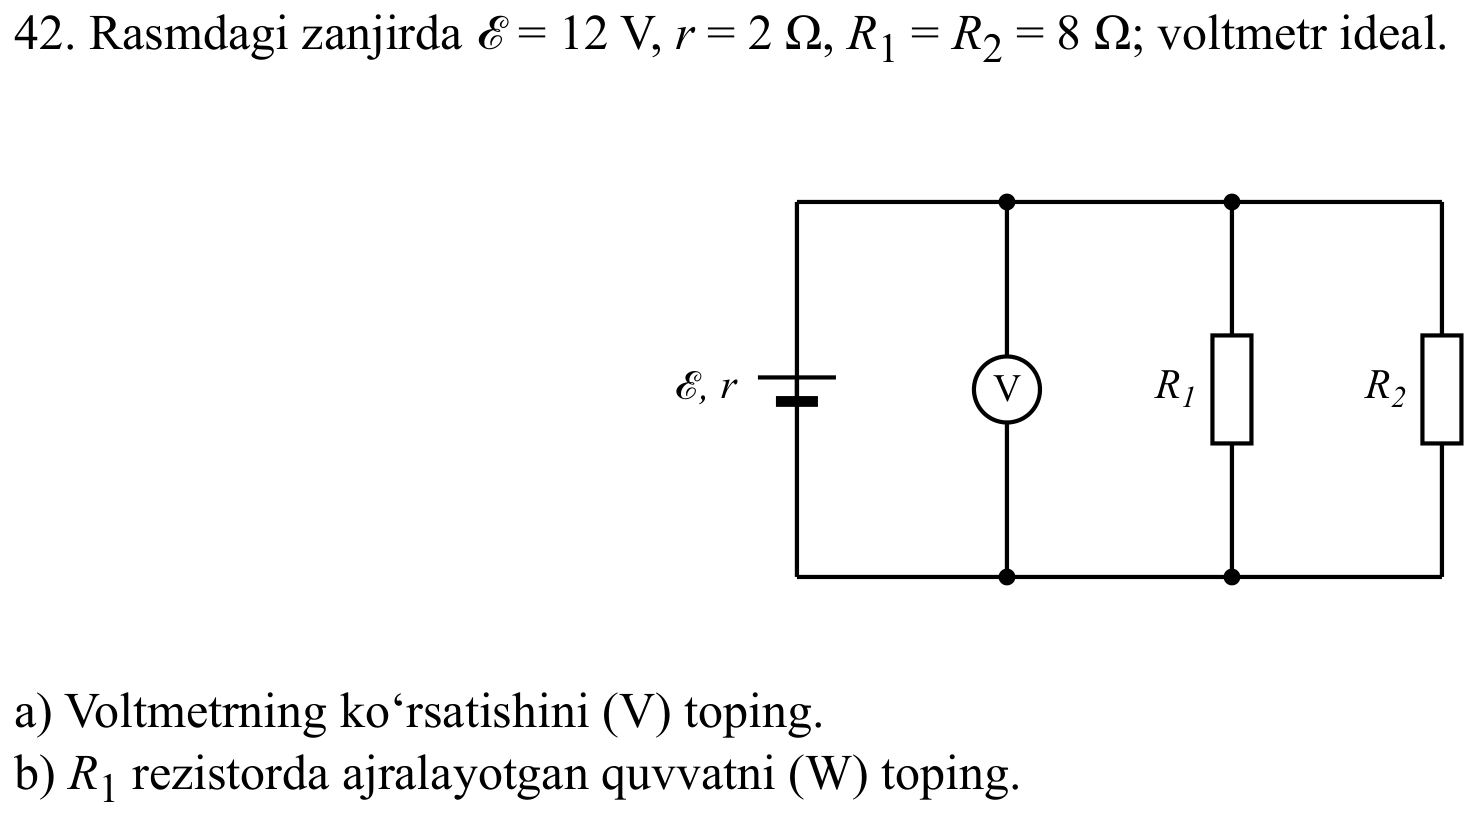 42. Rasmdagi zanjirda ℰ = 12 V, r = 2 Ω, R₁ = R₂ = 8 Ω; voltmetr ideal.
ℰ, r
V
R₁
R₂
a) Voltmetrning ko‘rsatishini (V) toping.
b) R₁ rezistorda ajralayotgan quvvatni (W) toping.